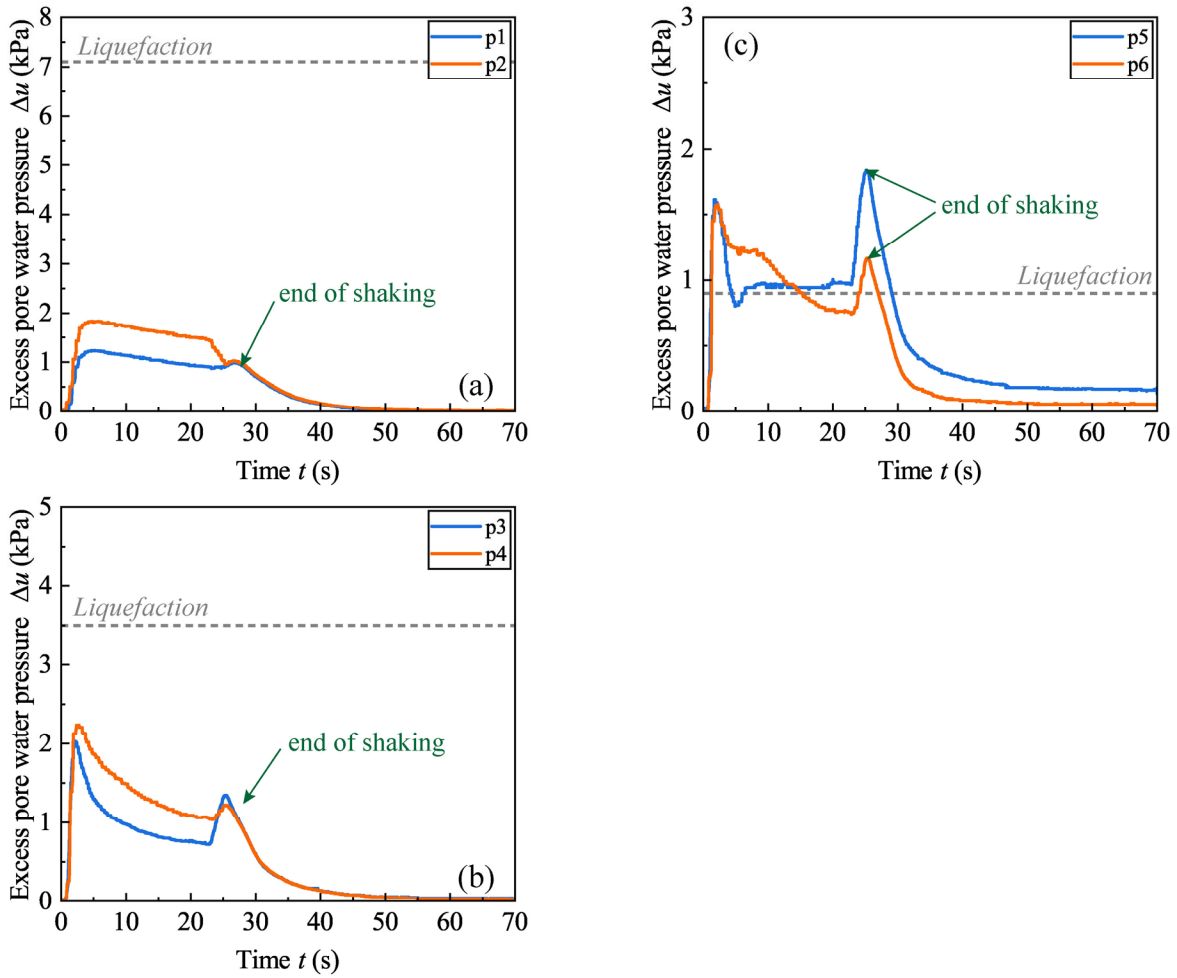 Excess pore water pressure Δu (kPa)
8
7
6
5
4
3
2
1
0
Liquefaction
p1
p2
end of shaking
(a)
0 10 20 30 40 50 60 70
Time t (s)
Excess pore water pressure Δu (kPa)
3
2
1
0
(c)
p5
p6
end of shaking
Liquefaction
0 10 20 30 40 50 60 70
Time t (s)
Excess pore water pressure Δu (kPa)
5
4
3
2
1
0
p3
p4
Liquefaction
end of shaking
(b)
0 10 20 30 40 50 60 70
Time t (s)